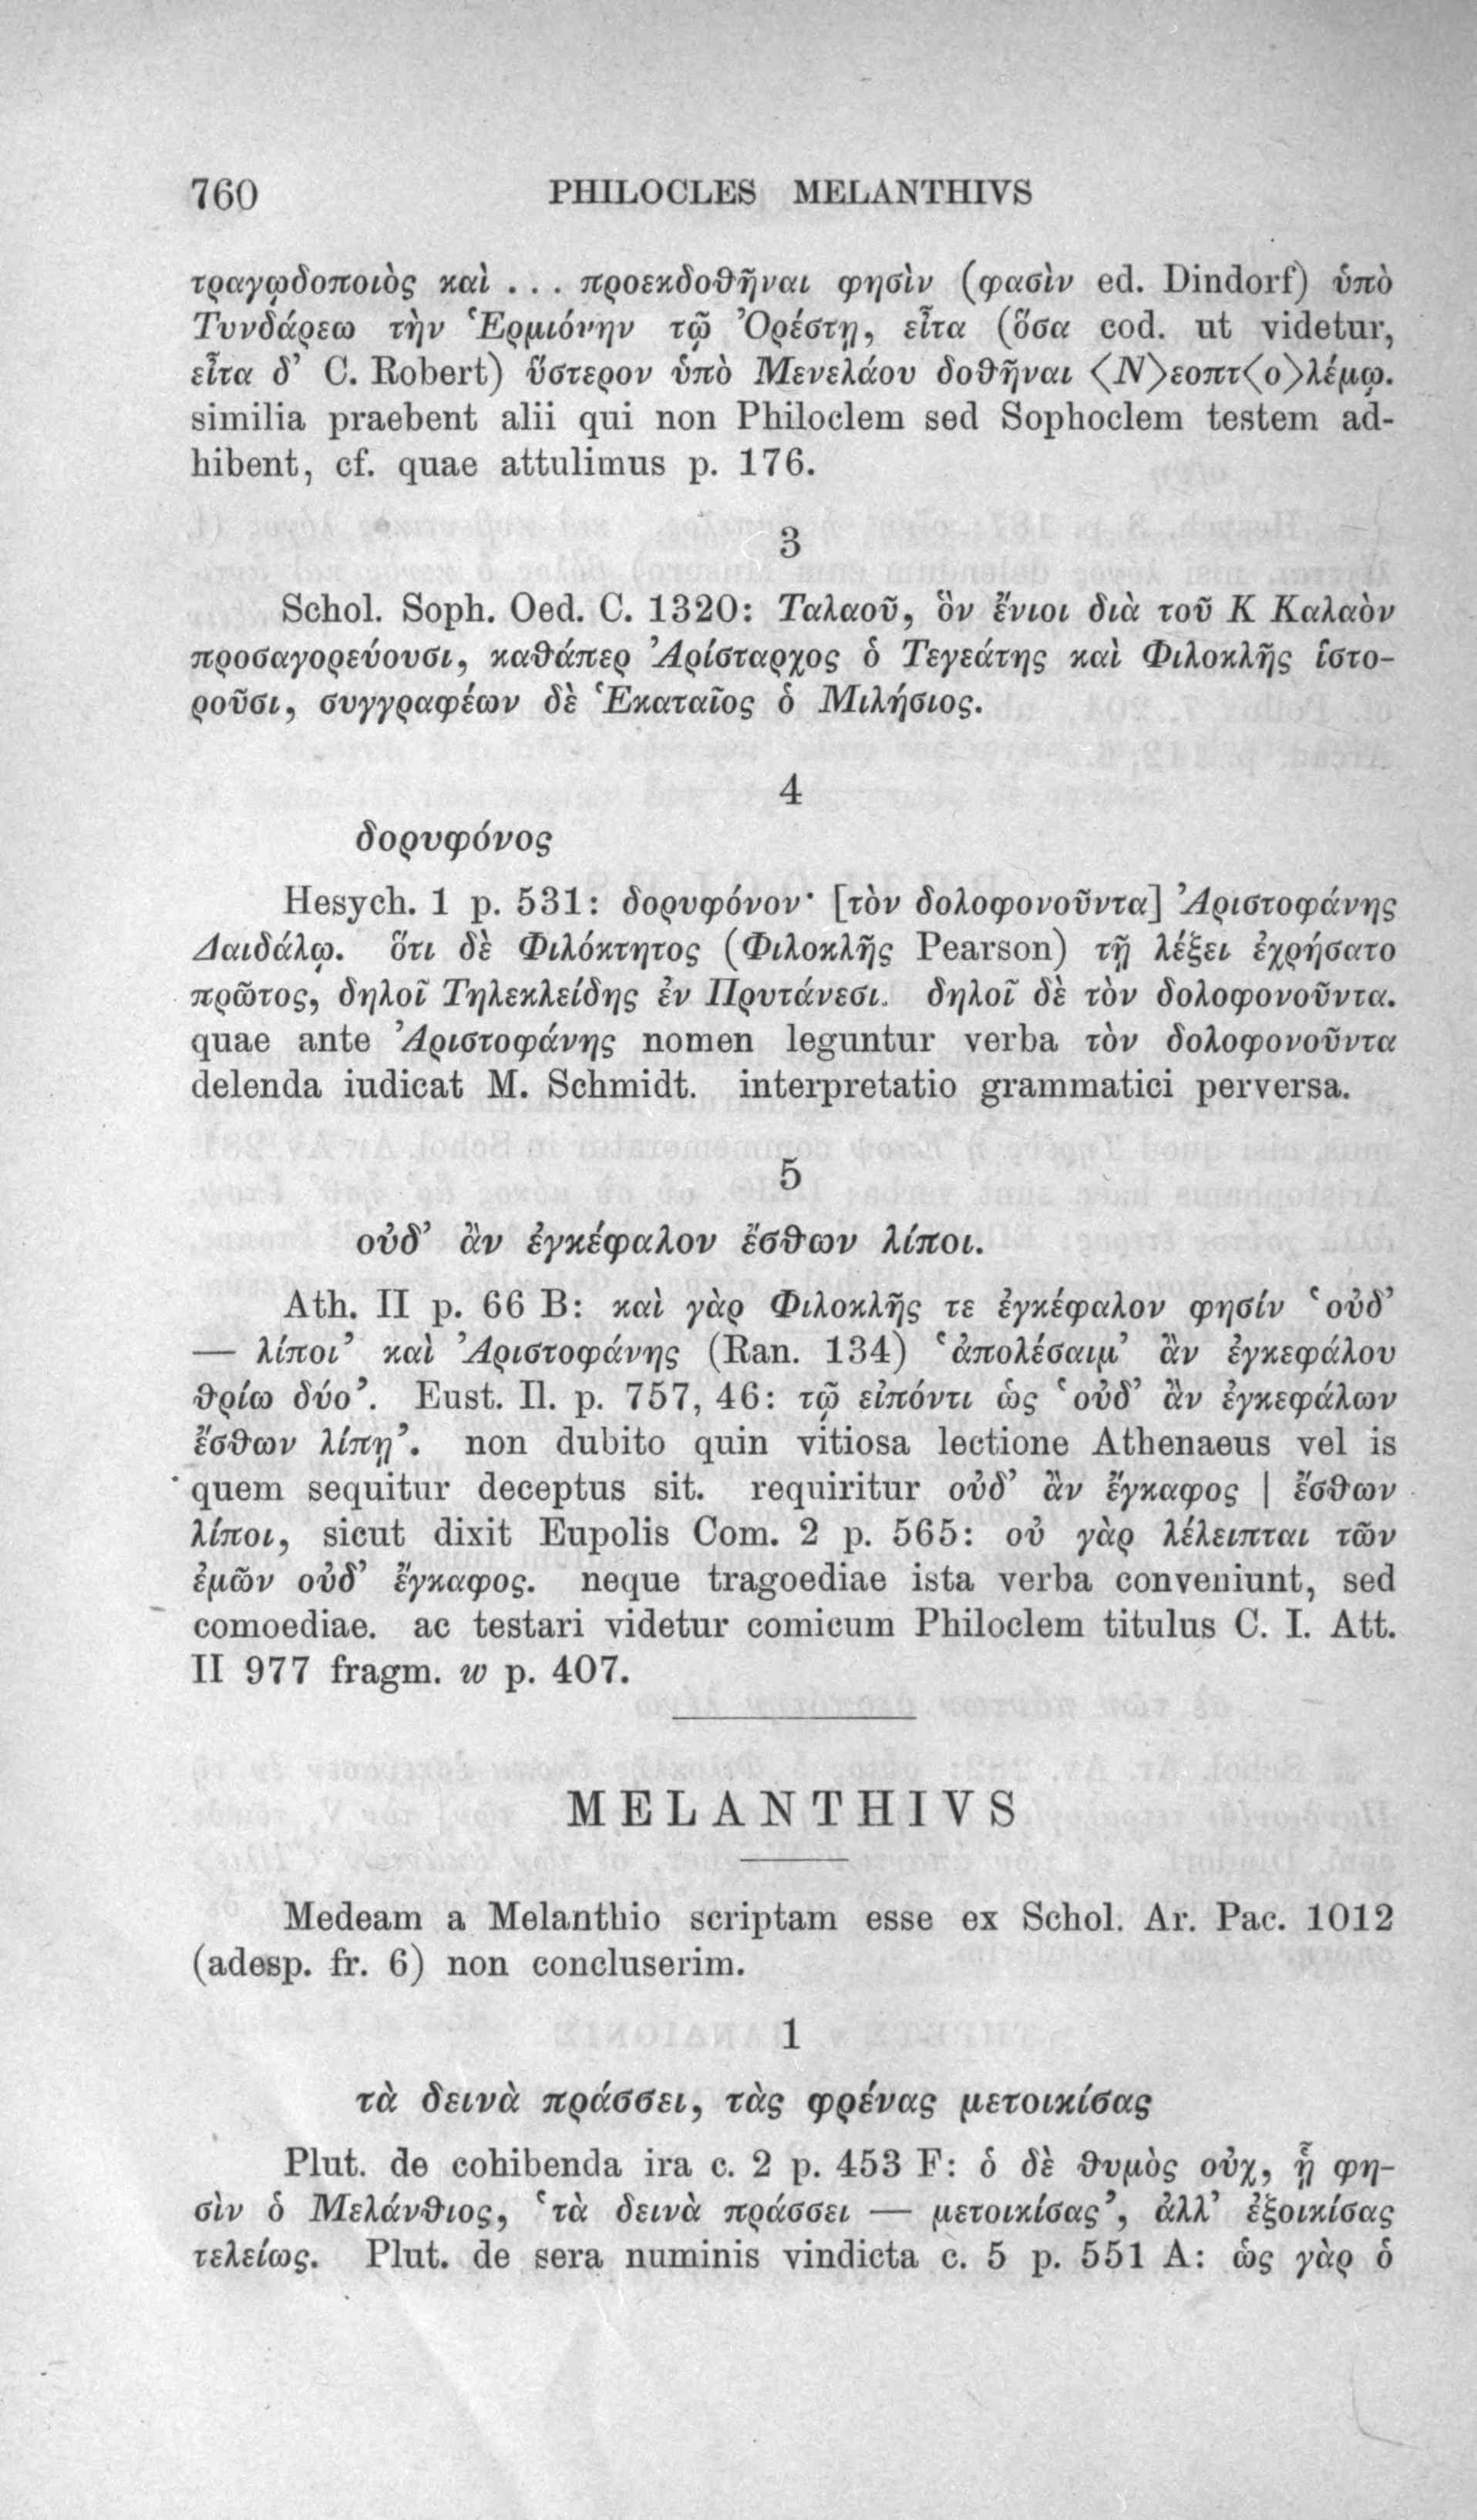 760 PHILOCLES MELANTHIVS
τραγῳδοποιὸς καὶ ... προεκδοθῆναι φησὶν (φασὶν ed. Dindorf) ὑπὸ
Τυνδάρεω τὴν Ἑρμιόνην τῷ Ὀρέστῃ, εἶτα (ὅσα cod. ut videtur,
εἶτα δ’ C. Robert) ὕστερον ὑπὸ Μενελάου δοθῆναι ⟨Ν⟩εοπτ⟨ο⟩λέμῳ.
similia praebent alii qui non Philoclem sed Sophoclem testem ad-
hibent, cf. quae attulimus p. 176.
3
Schol. Soph. Oed. C. 1320: Ταλαοῦ, ὃν ἔνιοι διὰ τοῦ Κ Καλαὸν
προσαγορεύουσι, καθάπερ Ἀρίσταρχος ὁ Τεγεάτης καὶ Φιλοκλῆς ἱστο-
ροῦσι, συγγραφέων δὲ Ἑκαταῖος ὁ Μιλήσιος.
4
δορυφόνος
Hesych. 1 p. 531: δορυφόνον· [τὸν δολοφονοῦντα] Ἀριστοφάνης
Δαιδάλῳ. ὅτι δὲ Φιλόκτητος (Φιλοκλῆς Pearson) τῇ λέξει ἐχρήσατο
πρῶτος, δηλοῖ Τηλεκλείδης ἐν Πρυτάνεσι. δηλοῖ δὲ τὸν δολοφονοῦντα.
quae ante Ἀριστοφάνης nomen leguntur verba τὸν δολοφονοῦντα
delenda iudicat M. Schmidt. interpretatio grammatici perversa.
5
οὐδ’ ἂν ἐγκέφαλον ἔσθων λίποι.
Ath. II p. 66 B: καὶ γὰρ Φιλοκλῆς τε ἐγκέφαλον φησίν ‘οὐδ’
— λίποι’ καὶ Ἀριστοφάνης (Ran. 134) ‘ἀπολέσαιμ’ ἂν ἐγκεφάλου
θρίω δύο’. Eust. Il. p. 757, 46: τῷ εἰπόντι ὡς ‘οὐδ’ ἂν ἐγκεφάλων
ἔσθων λίπῃ’. non dubito quin vitiosa lectione Athenaeus vel is
quem sequitur deceptus sit. requiritur οὐδ’ ἂν ἔγκαφος | ἔσθων
λίποι, sicut dixit Eupolis Com. 2 p. 565: οὐ γὰρ λέλειπται τῶν
ἐμῶν οὐδ’ ἔγκαφος. neque tragoediae ista verba conveniunt, sed
comoediae. ac testari videtur comicum Philoclem titulus C. I. Att.
II 977 fragm. w p. 407.
MELANTHIVS
Medeam a Melanthio scriptam esse ex Schol. Ar. Pac. 1012
(adesp. fr. 6) non concluserim.
1
τὰ δεινὰ πράσσει, τὰς φρένας μετοικίσας
Plut. de cohibenda ira c. 2 p. 453 F: ὁ δὲ θυμὸς οὐχ, ᾗ φη-
σὶν ὁ Μελάνθιος, ‘τὰ δεινὰ πράσσει — μετοικίσας’, ἀλλ’ ἐξοικίσας
τελείως. Plut. de sera numinis vindicta c. 5 p. 551 A: ὡς γὰρ ὁ